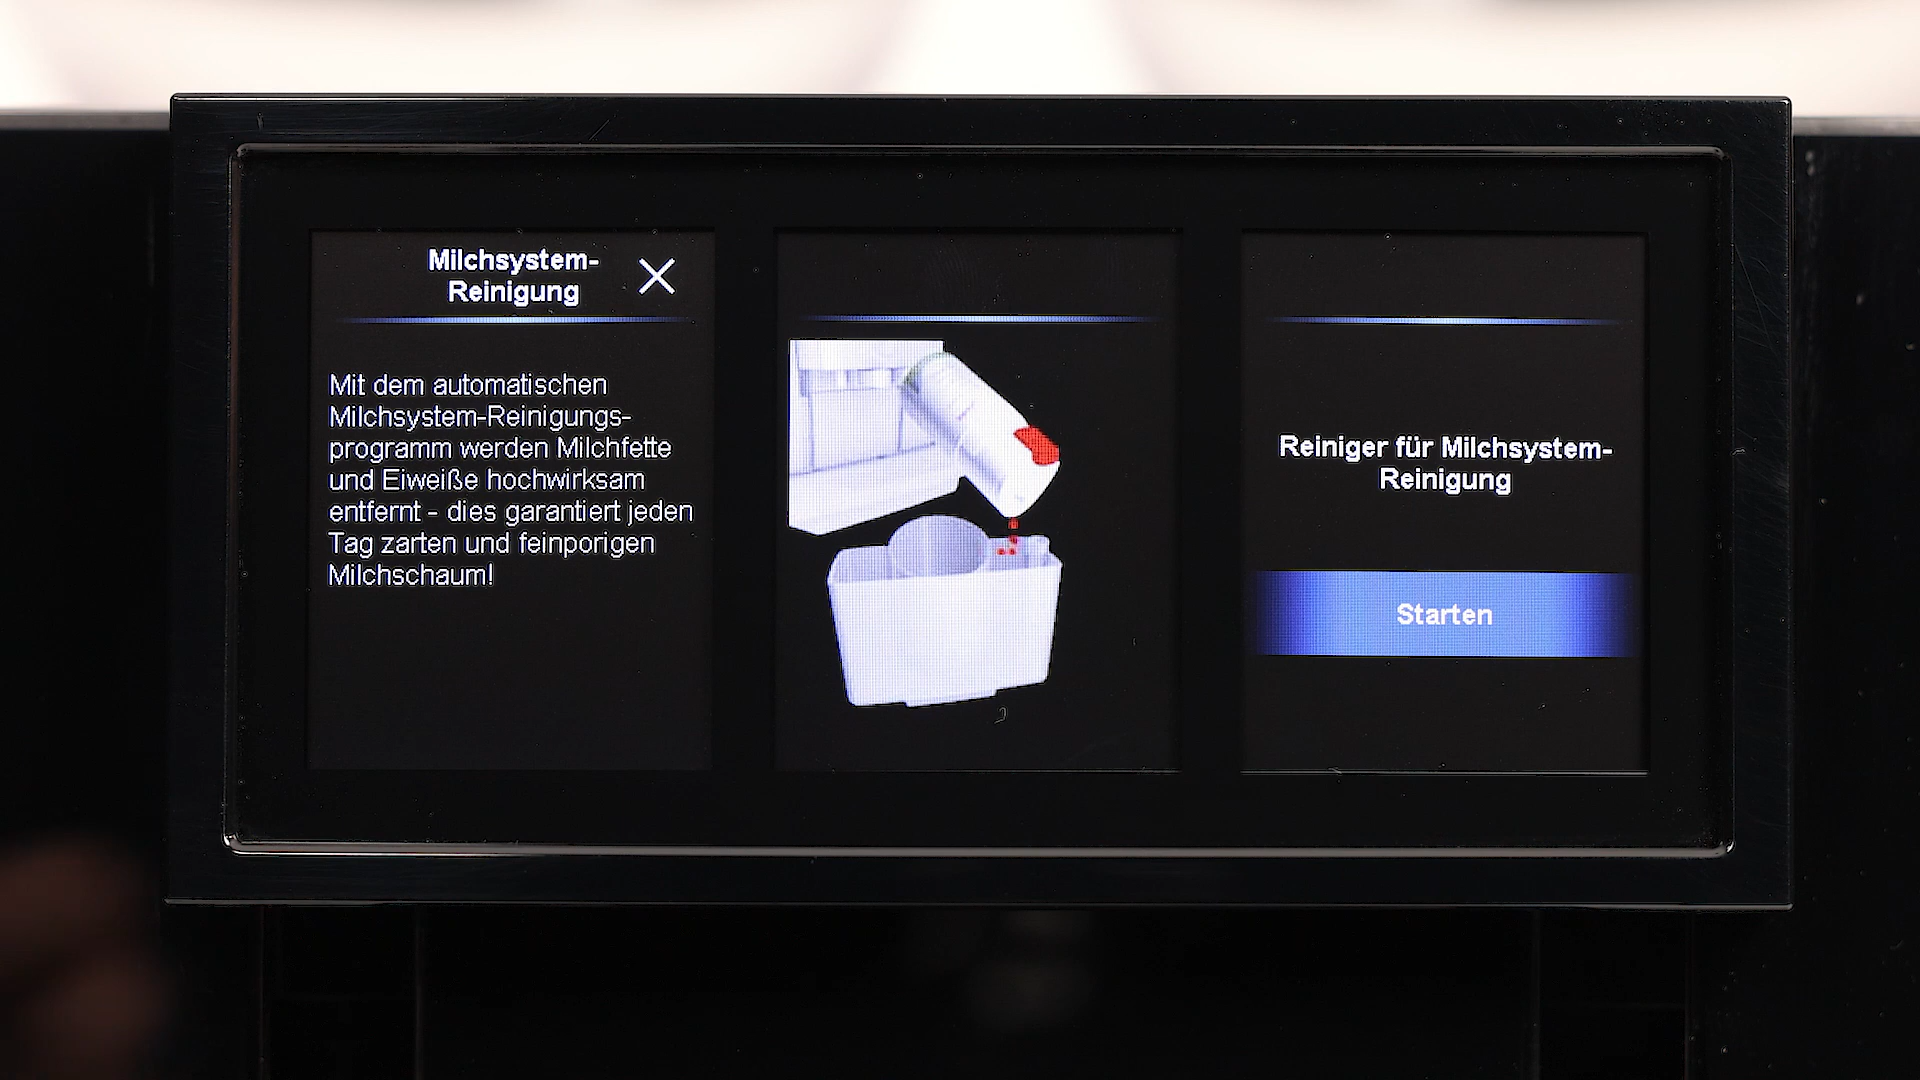 Milchsystem-
Reinigung
Mit dem automatischen
Milchsystem-Reinigungs-
programm werden Milchfette
und Eiweiße hochwirksam
entfernt - dies garantiert jeden
Tag zarten und feinporigen
Milchschaum!
Reiniger für Milchsystem-
Reinigung
Starten